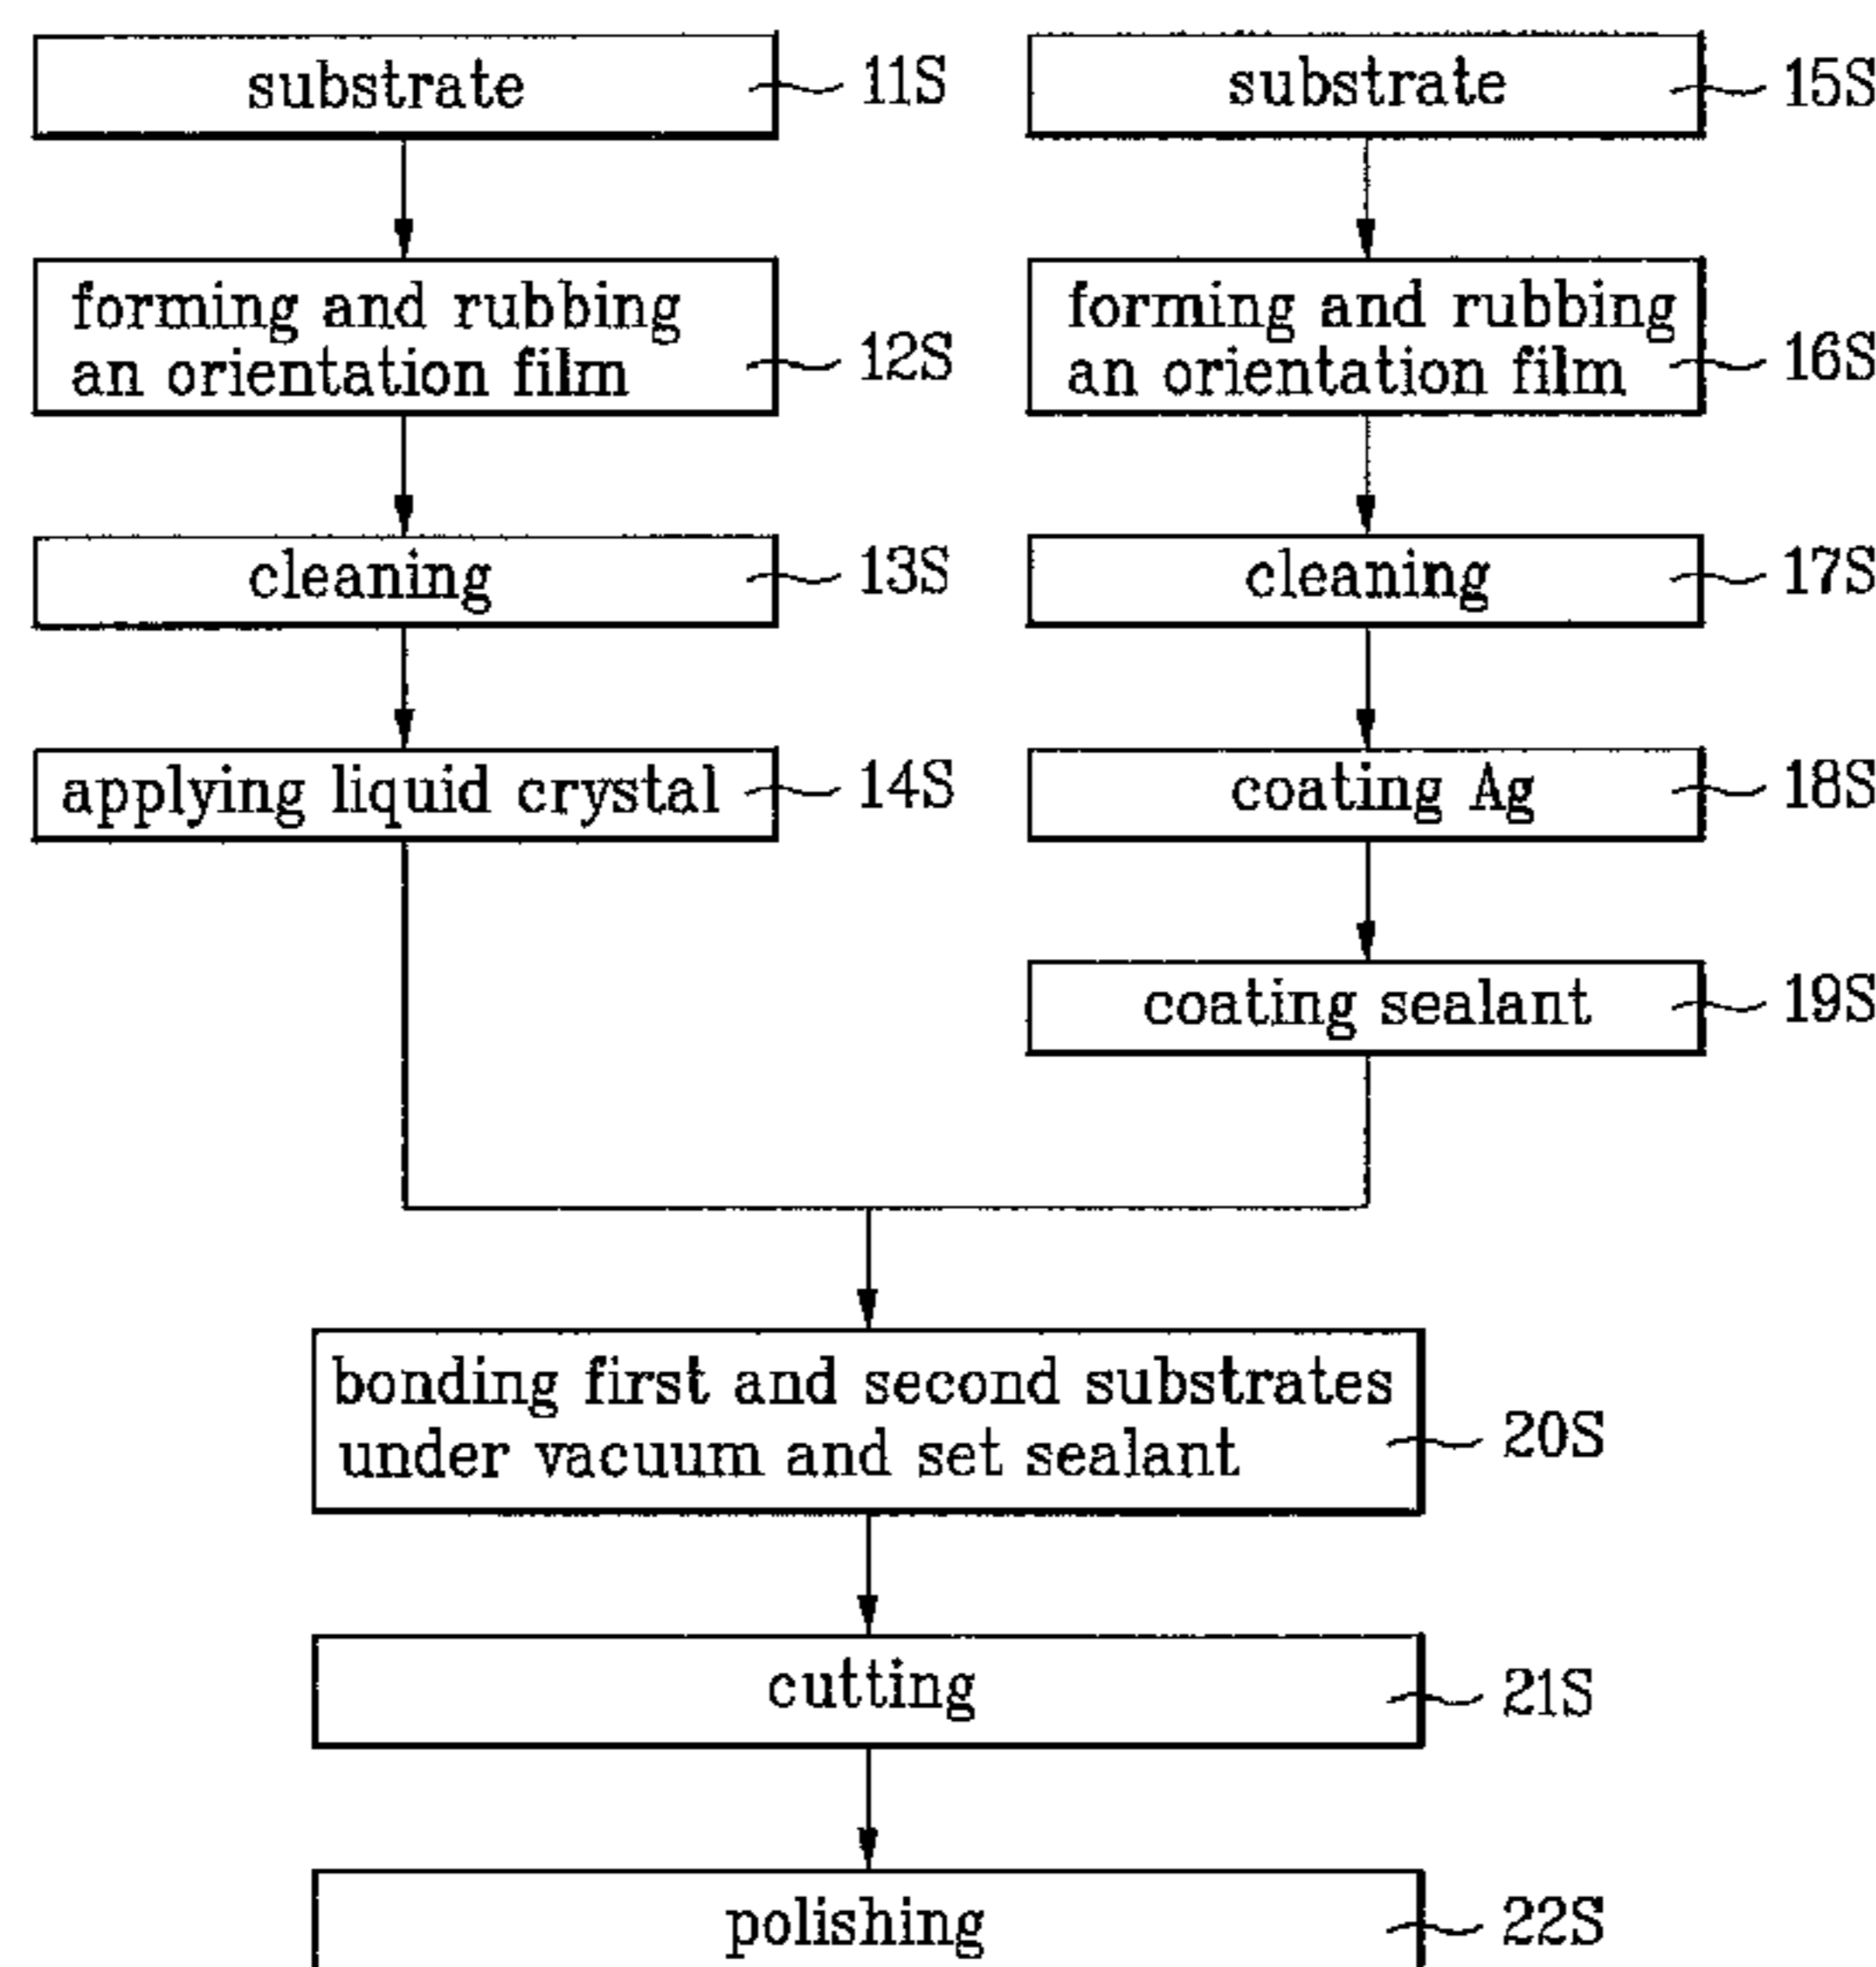 substrate
11S
forming and rubbing
an orientation film
12S
cleaning
13S
applying liquid crystal
14S
substrate
15S
forming and rubbing
an orientation film
16S
cleaning
17S
coating Ag
18S
coating sealant
19S
bonding first and second substrates
under vacuum and set sealant
20S
cutting
21S
polishing
22S